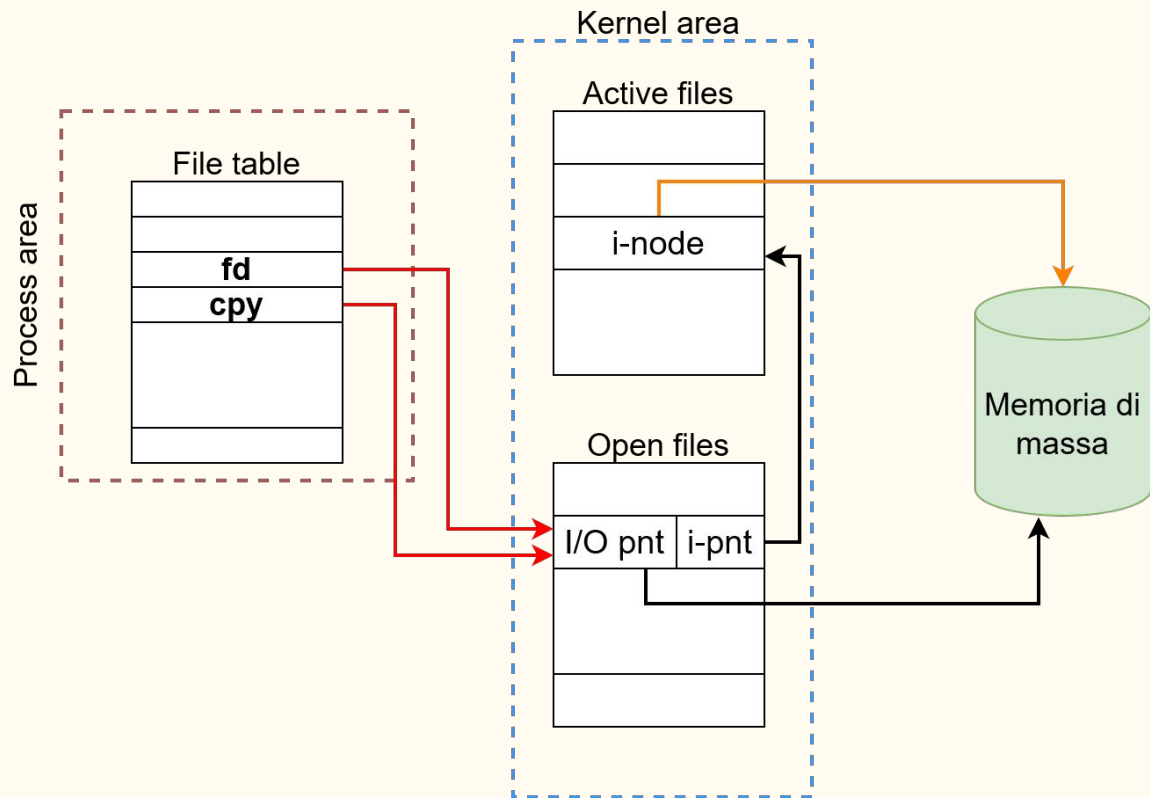 Kernel area
Active files
File table
Process area
i-node
fd
cpy
Memoria di
massa
Open files
I/O pnt
i-pnt